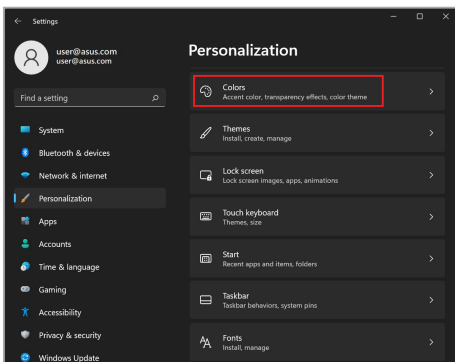 Settings
user@asus.com
user@asus.com
Find a setting
System
Bluetooth & devices
Network & internet
Personalization
Apps
Accounts
Time & language
Gaming
Accessibility
Privacy & security
Windows Update
Personalization
Colors
Accent color, transparency effects, color theme
Themes
Install, create, manage
Lock screen
Lock screen images, apps, animations
Touch keyboard
Themes, size
Start
Recent apps and items, folders
Taskbar
Taskbar behaviors, system pins
Fonts
Install, manage